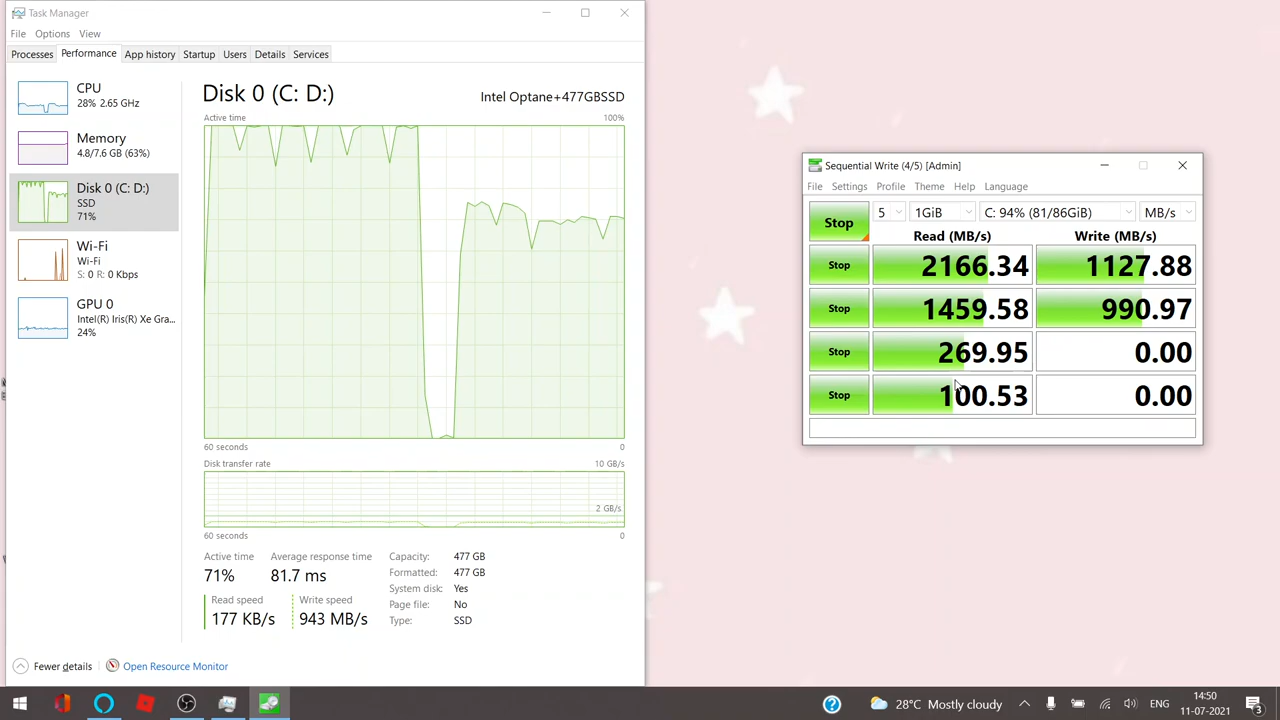 Task Manager
File Options View
Processes Performance App history Startup Users Details Services
CPU
28% 2.65 GHz
Memory
4.8/7.6 GB (63%)
Disk 0 (C: D:)
SSD
71%
Wi-Fi
Wi-Fi
S: 0 R: 0 Kbps
GPU 0
Intel(R) Iris(R) Xe Gra...
24%
Disk 0 (C: D:) Intel Optane+477GBSSD
Active time 100%
60 seconds 0
Disk transfer rate 10 GB/s
2 GB/s
60 seconds 0
Active time Average response time
71% 81.7 ms
Read speed Write speed
177 KB/s 943 MB/s
Capacity: 477 GB
Formatted: 477 GB
System disk: Yes
Page file: No
Type: SSD
Fewer details Open Resource Monitor
Sequential Write (4/5) [Admin]
File Settings Profile Theme Help Language
Stop 5 1GiB C: 94% (81/86GiB) MB/s
Read (MB/s) Write (MB/s)
Stop 2166.34 1127.88
Stop 1459.58 990.97
Stop 269.95 0.00
Stop 100.53 0.00
28°C Mostly cloudy ENG 14:50
11-07-2021
3